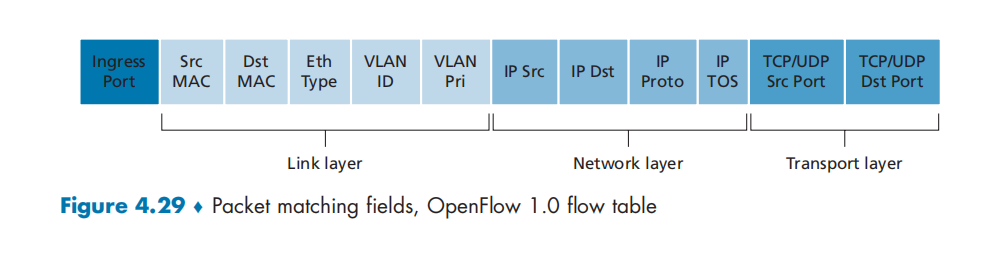 Ingress Port
Src MAC
Dst MAC
Eth Type
VLAN ID
VLAN Pri
IP Src
IP Dst
IP Proto
IP TOS
TCP/UDP Src Port
TCP/UDP Dst Port
Link layer
Network layer
Transport layer
Figure 4.29 ♦ Packet matching fields, OpenFlow 1.0 flow table